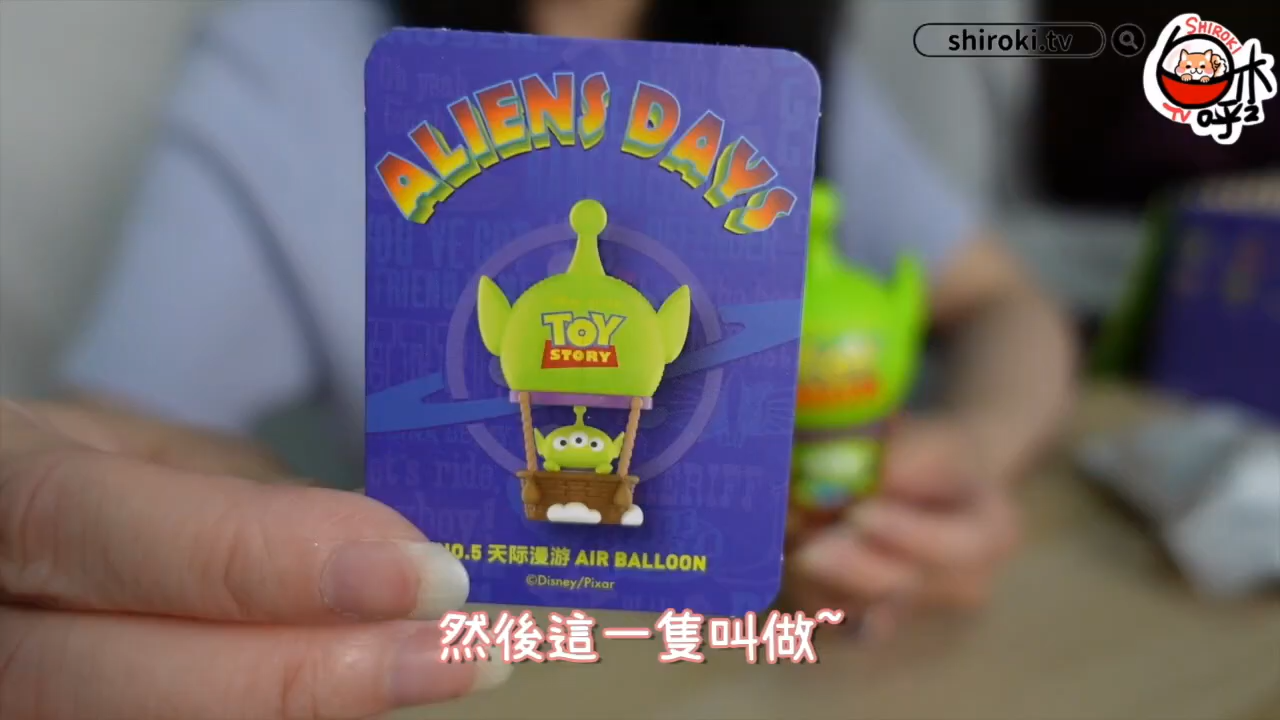 shiroki.tv
SHIROKI
TV
ALIENS DAYS
TOY
STORY
NO.5 天际漫游 AIR BALLOON
©Disney/Pixar
然後這一隻叫做~